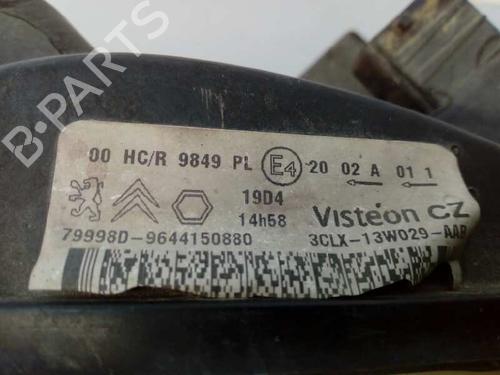 00 HC/R 9849 PL E4 20 02 A 01 1
19D4
14h58
Visteon CZ
79998D-9644150880
3CLX-13W029-AAB
B-PARTS